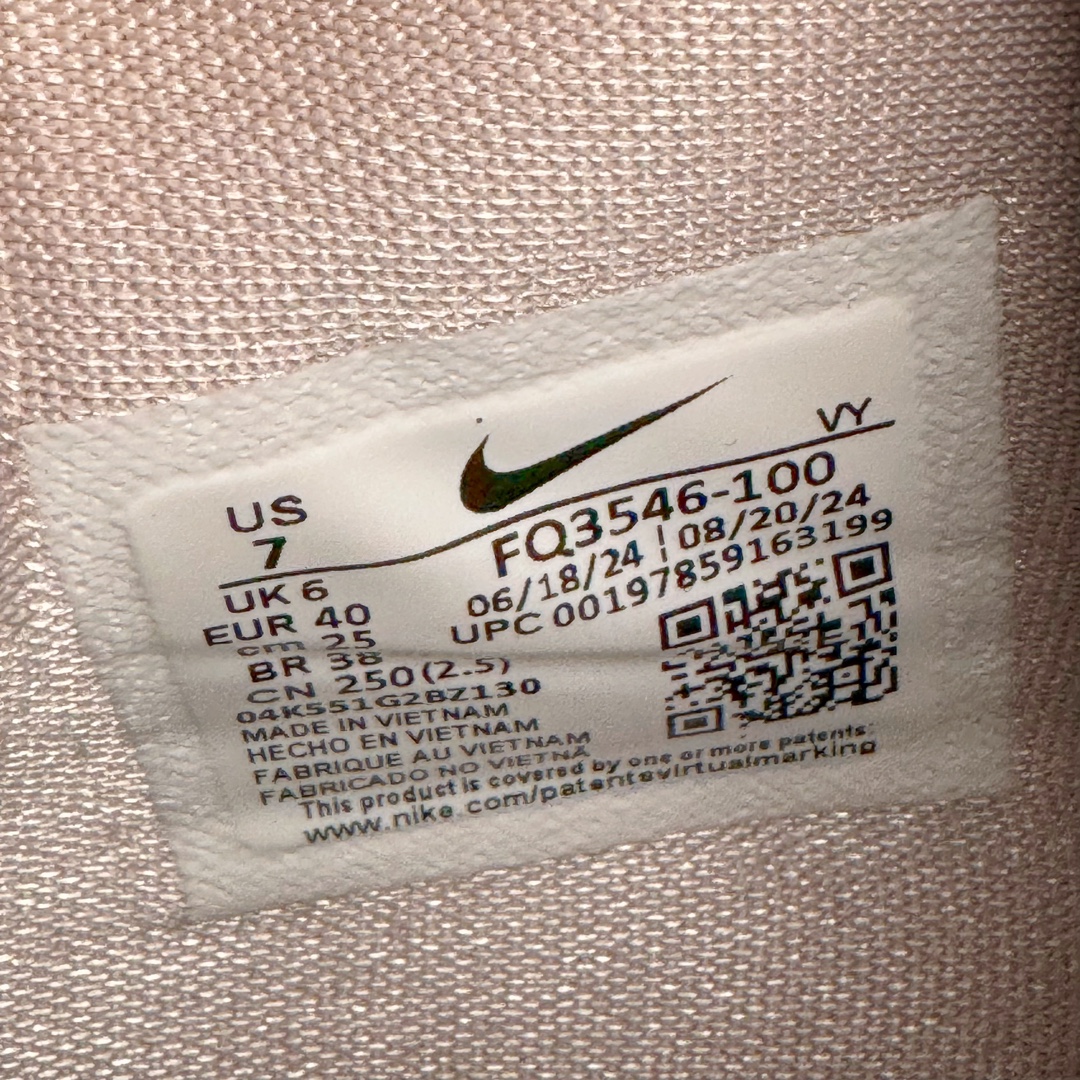 VY
US
7
FQ3546-100
06/18/24 | 08/20/24
UPC 00197859163199
UK 6
EUR 40
cm 25
BR 38
CN 250 (2.5)
04K551G2BZ130
MADE IN VIETNAM
HECHO EN VIETNAM
FABRIQUE AU VIETNAM
FABRICADO NO VIETNÃ
This product is covered by one or more patents:
www.nike.com/patentsvirtualmarking